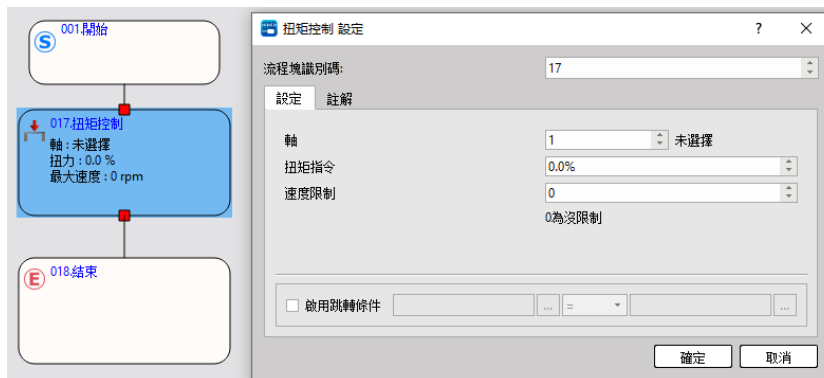 001.開始
S
017.扭矩控制
軸 : 未選擇
扭力 : 0.0 %
最大速度 : 0 rpm
018.結束
E
扭矩控制 設定
?
流程塊識別碼:
17
設定 註解
軸 1 未選擇
扭矩指令 0.0%
速度限制 0
0為沒限制
啟用跳轉條件 ... = ...
確定 取消